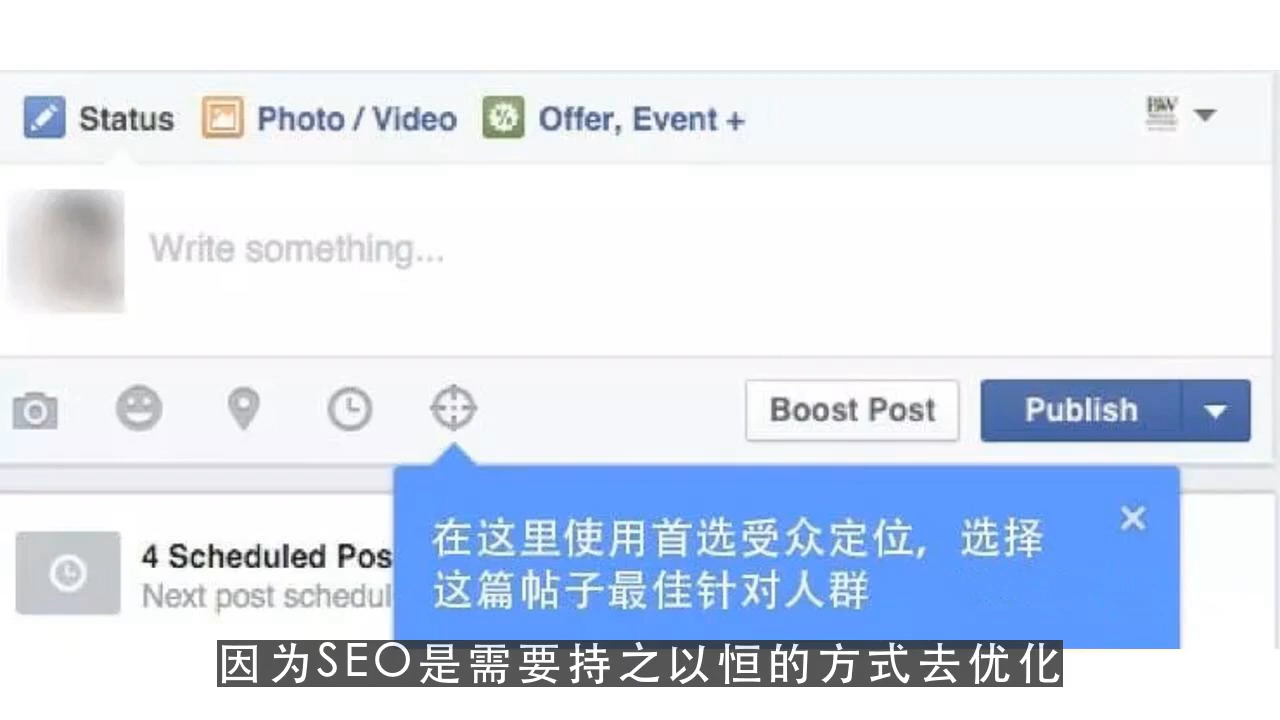 Status
Photo / Video
Offer, Event +
Write something...
Boost Post
Publish
在这里使用首选受众定位，选择
这篇帖子最佳针对人群
4 Scheduled Pos
Next post schedul
因为SEO是需要持之以恒的方式去优化